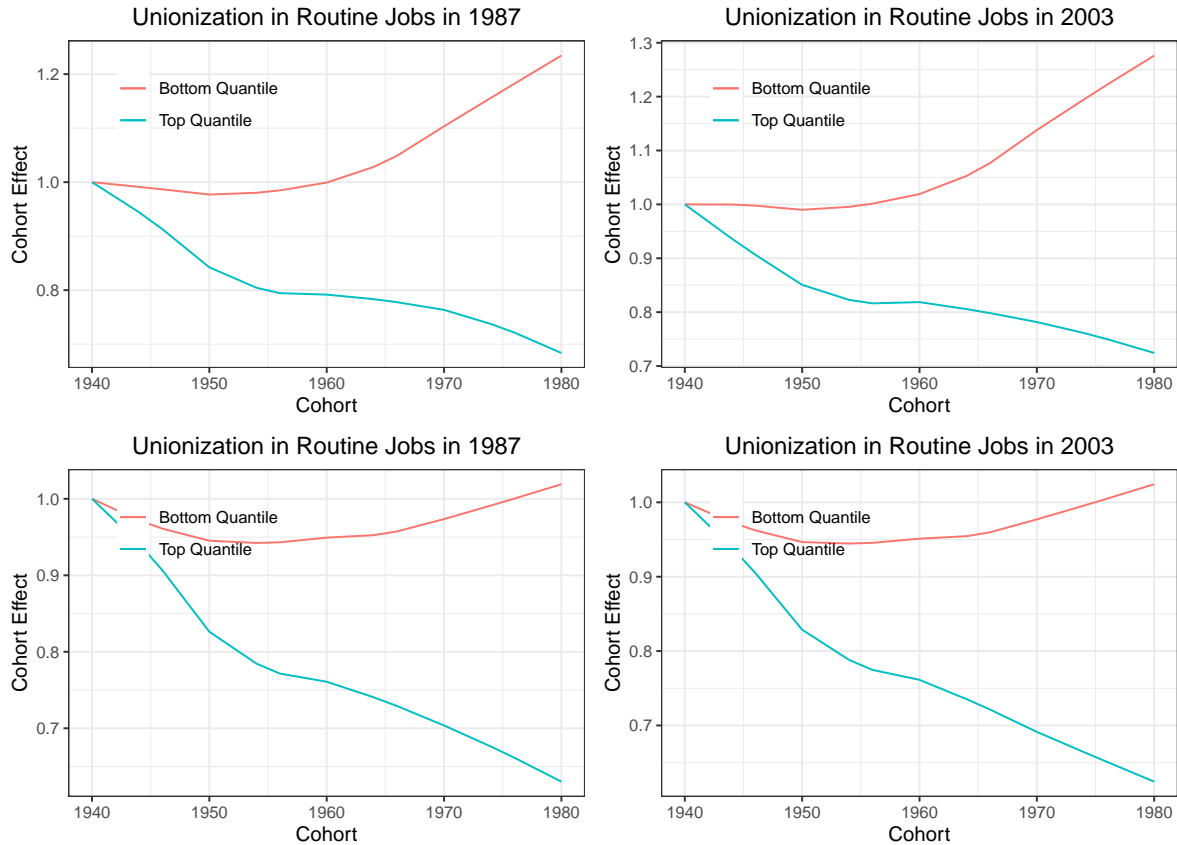 Unionization in Routine Jobs in 1987
Cohort Effect
1.2
1.0
0.8
Bottom Quantile
Top Quantile
1940 1950 1960 1970 1980
Cohort
Unionization in Routine Jobs in 2003
Cohort Effect
1.3
1.2
1.1
1.0
0.9
0.8
0.7
Bottom Quantile
Top Quantile
1940 1950 1960 1970 1980
Cohort
Unionization in Routine Jobs in 1987
Cohort Effect
1.0
0.9
0.8
0.7
Bottom Quantile
Top Quantile
1940 1950 1960 1970 1980
Cohort
Unionization in Routine Jobs in 2003
Cohort Effect
1.0
0.9
0.8
0.7
Bottom Quantile
Top Quantile
1940 1950 1960 1970 1980
Cohort